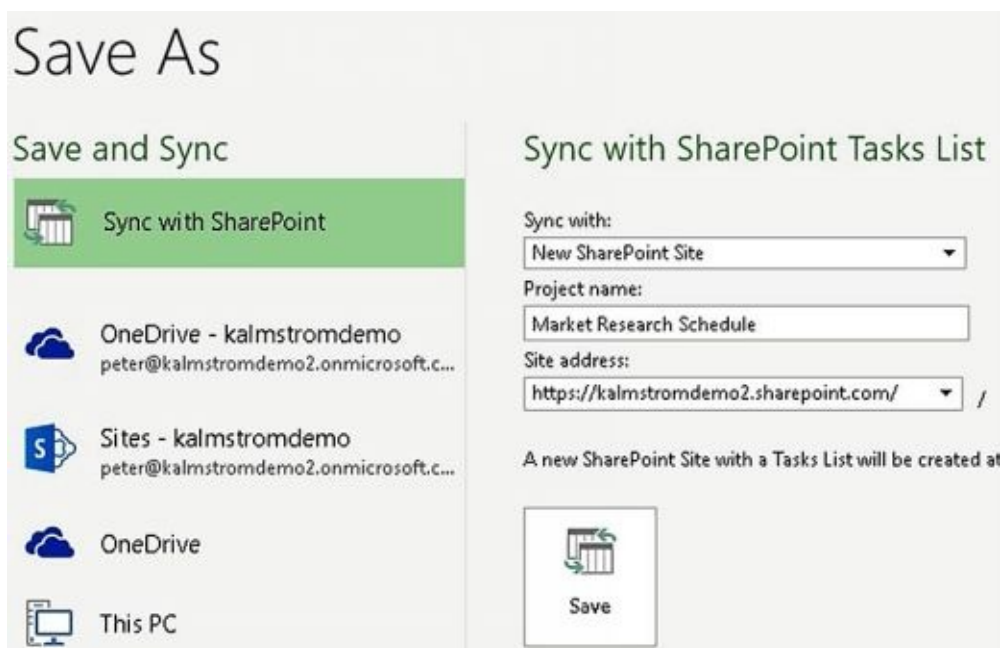 Save As
Save and Sync
Sync with SharePoint
OneDrive - kalmstromdemo
peter@kalmstromdemo2.onmicrosoft.c...
Sites - kalmstromdemo
peter@kalmstromdemo2.onmicrosoft.c...
OneDrive
This PC
Sync with SharePoint Tasks List
Sync with:
New SharePoint Site
Project name:
Market Research Schedule
Site address:
https://kalmstromdemo2.sharepoint.com/ /
A new SharePoint Site with a Tasks List will be created at
Save